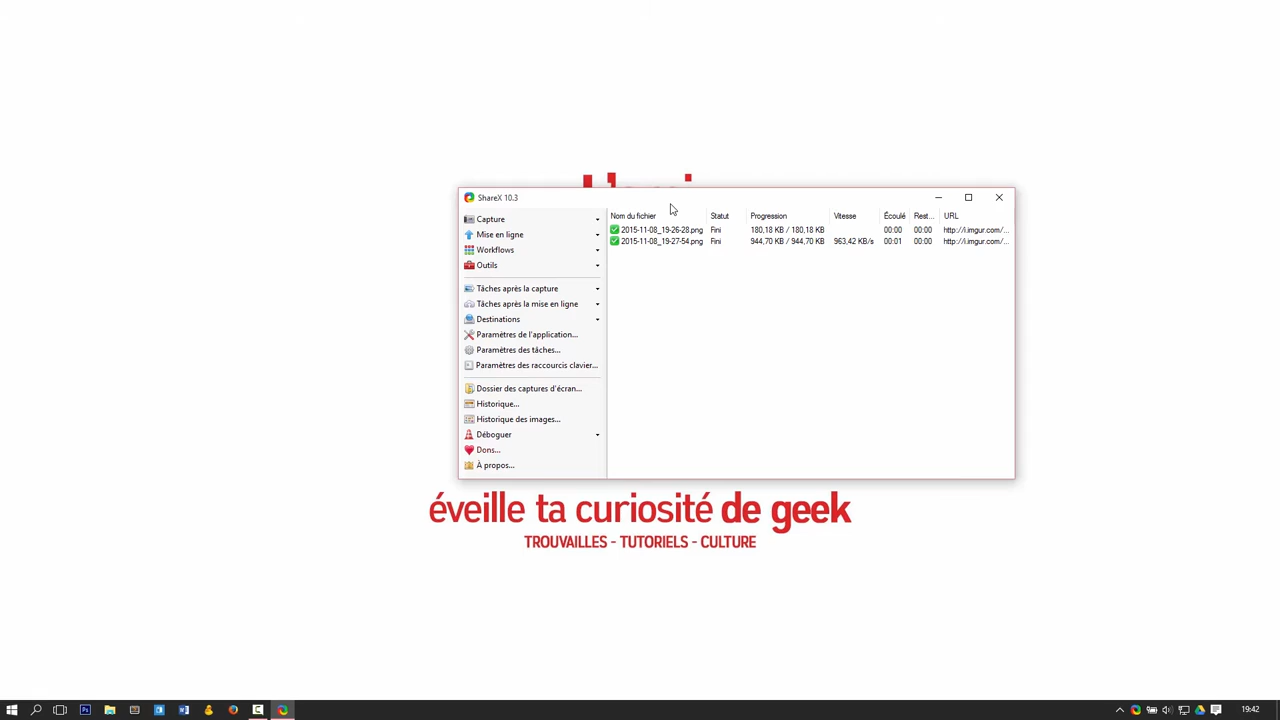 ShareX 10.3
Capture
Mise en ligne
Workflows
Outils
Tâches après la capture
Tâches après la mise en ligne
Destinations
Paramètres de l'application...
Paramètres des tâches...
Paramètres des raccourcis clavier...
Dossier des captures d'écran...
Historique...
Historique des images...
Déboguer
Dons...
À propos...
Nom du fichier Statut Progression Vitesse Écoulé Rest... URL
2015-11-08_19-26-28.png Fini 180,18 KB / 180,18 KB 00:00 00:00 http://i.imgur.com/...
2015-11-08_19-27-54.png Fini 944,70 KB / 944,70 KB 963,42 KB/s 00:01 00:00 http://i.imgur.com/...
éveille ta curiosité de geek
TROUVAILLES - TUTORIELS - CULTURE
19:42